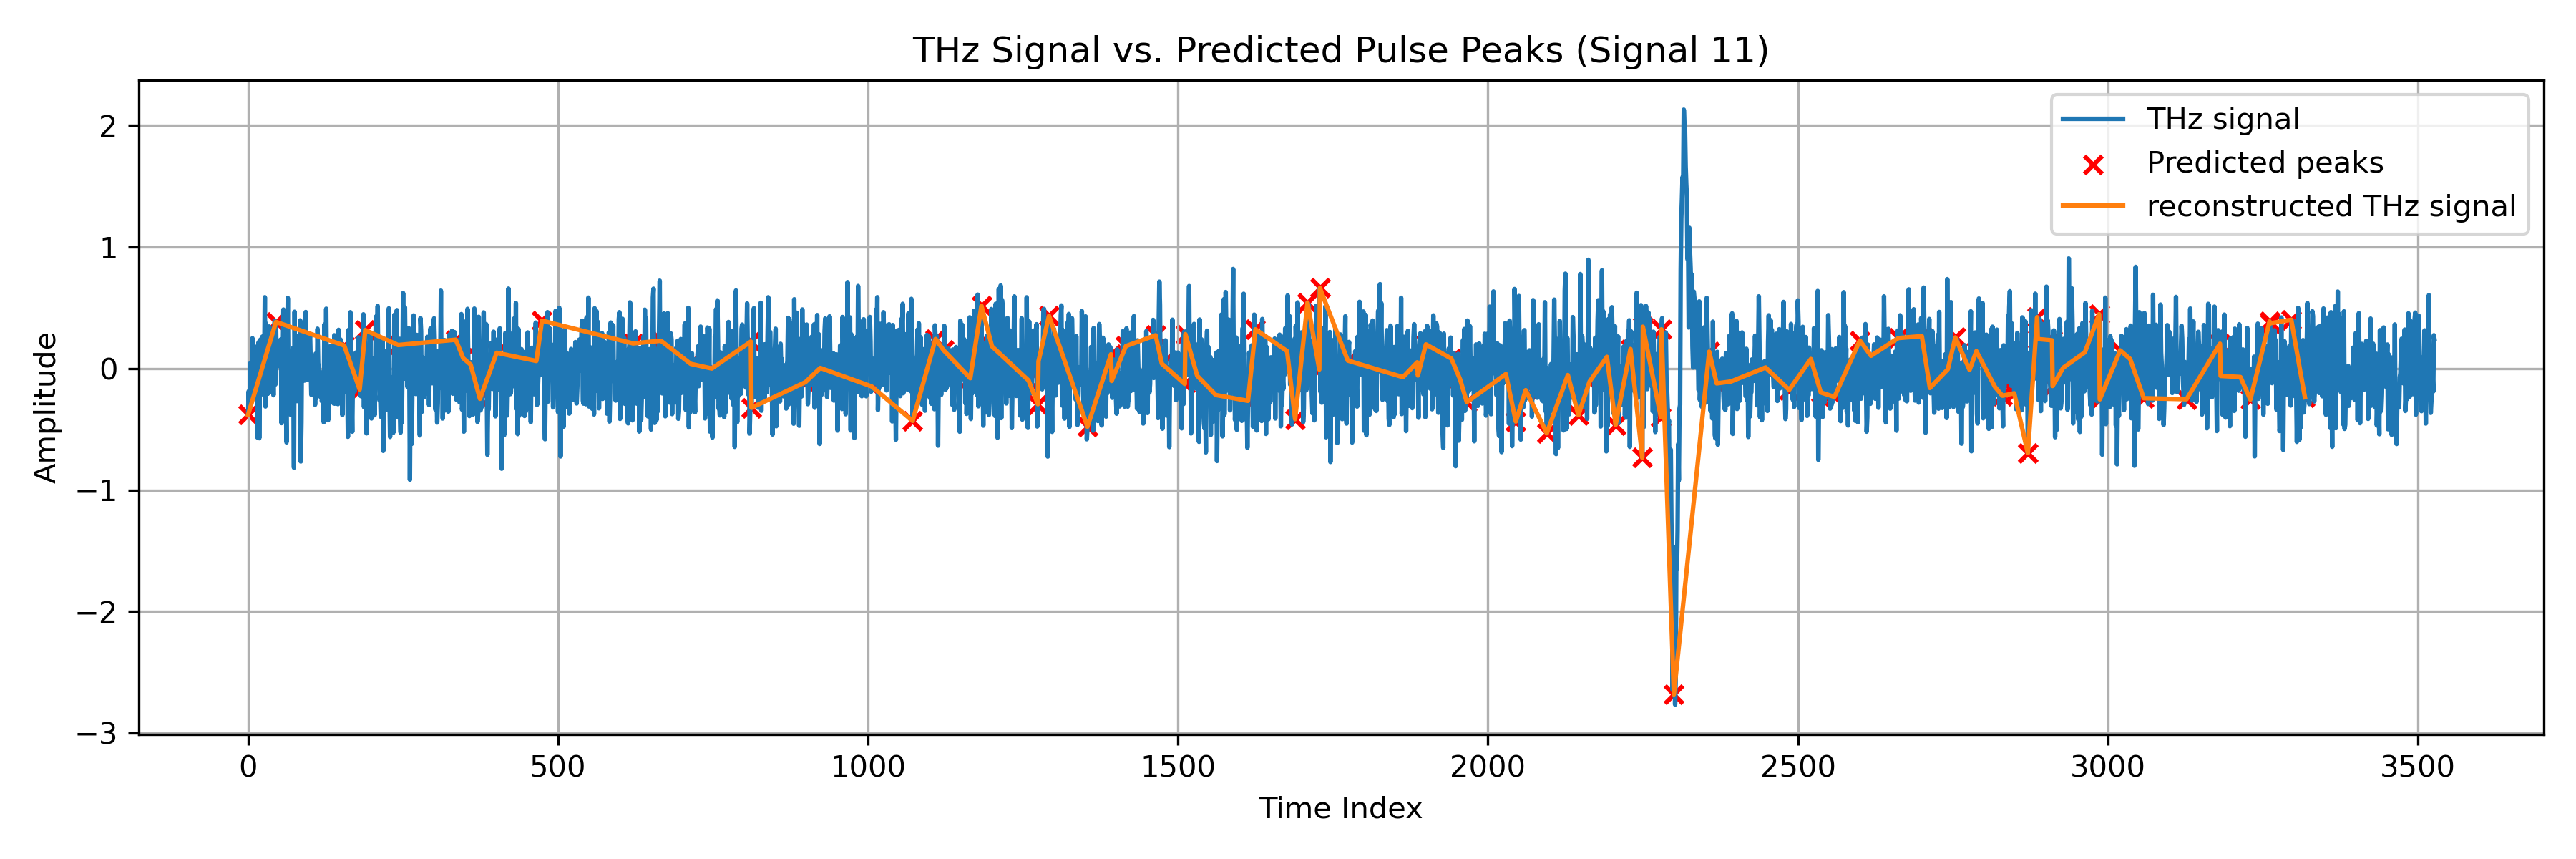 THz Signal vs. Predicted Pulse Peaks (Signal 11)
THz signal
Predicted peaks
reconstructed THz signal
Amplitude
2
1
0
−1
−2
−3
0 500 1000 1500 2000 2500 3000 3500
Time Index